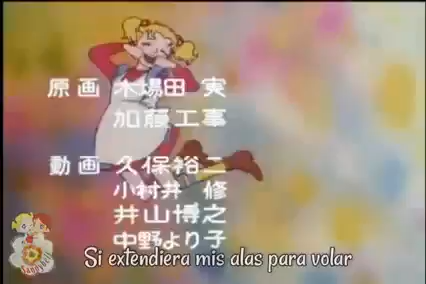 原画 木場田 実
加藤工事
動画 久保裕二
小村井 修
井山博之
中野より子
Si extendiera mis alas para volar